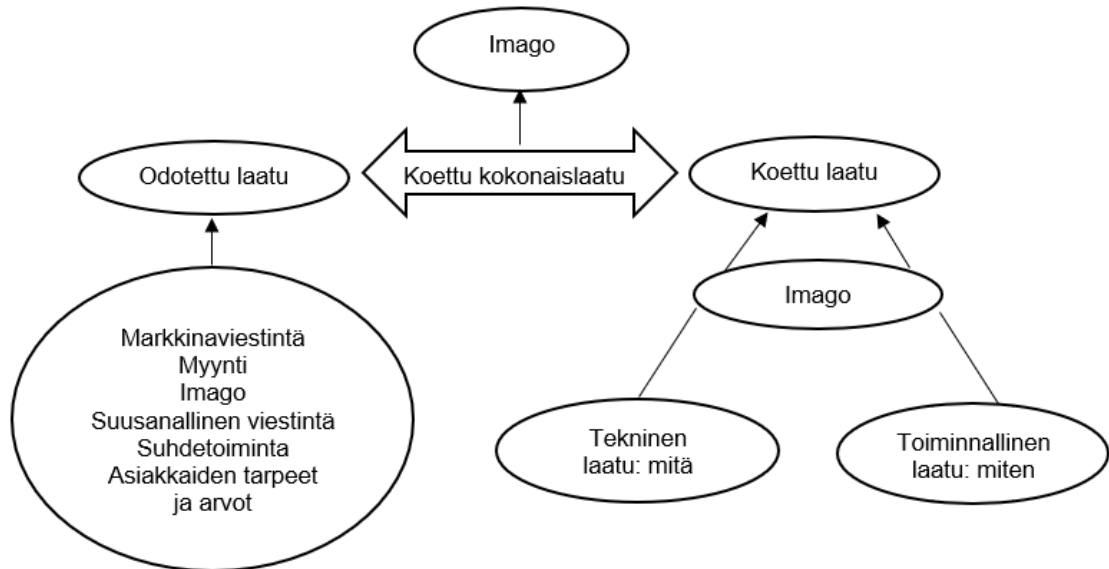 Imago
Odotettu laatu
Koettu kokonaislaatu
Koettu laatu
Imago
Markkinaviestintä
Myynti
Imago
Suusanallinen viestintä
Suhdetoiminta
Asiakkaiden tarpeet
ja arvot
Tekninen
laatu: mitä
Toiminnallinen
laatu: miten